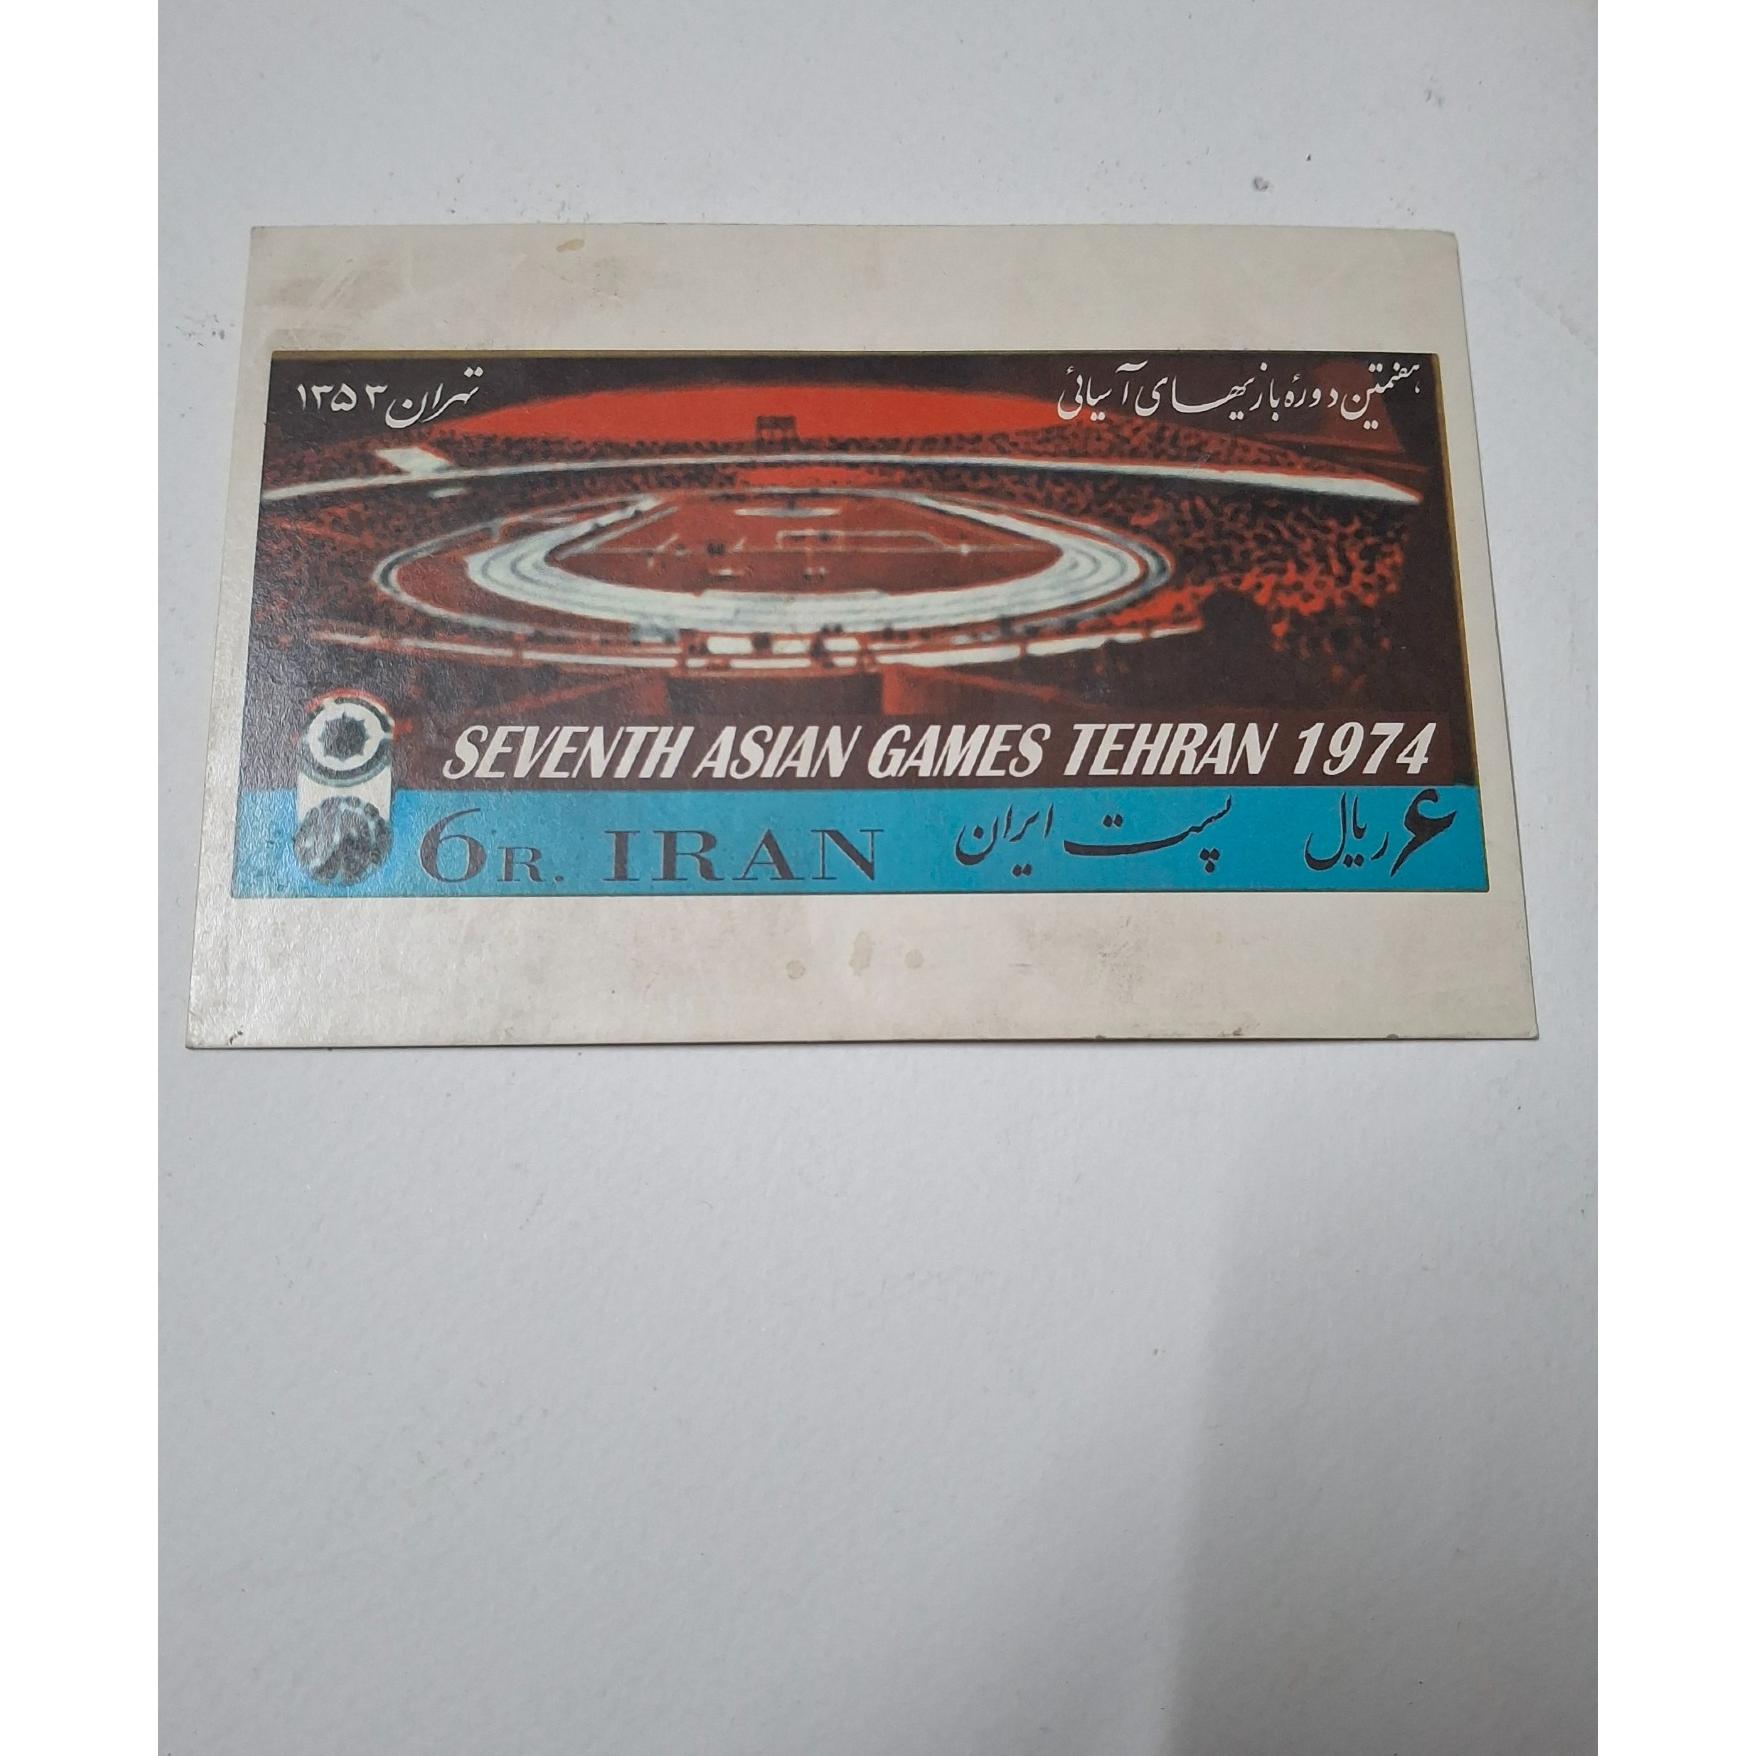 هفتمین دورهٔ بازیهای آسیائی
تهران ۱۳۵۳
SEVENTH ASIAN GAMES TEHRAN 1974
6R. IRAN پست ایران ۶ ریال